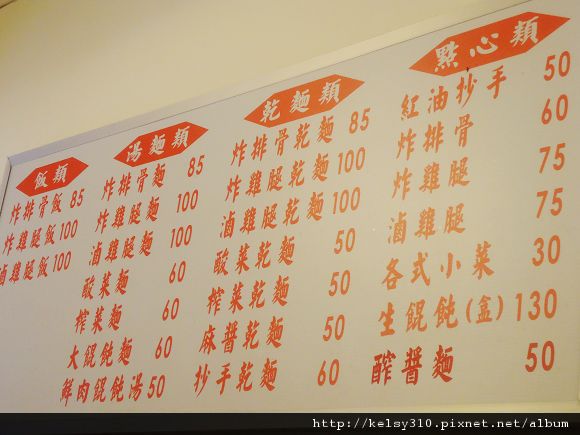 飯類
炸排骨飯 85
炸雞腿飯 100
滷雞腿飯 100
湯麵類
炸排骨麵 85
炸雞腿麵 100
滷雞腿麵 100
酸菜麵 60
榨菜麵 60
大餛飩麵 60
鮮肉餛飩湯 50
乾麵類
炸排骨乾麵 85
炸雞腿乾麵 100
滷雞腿乾麵 100
酸菜乾麵 50
榨菜乾麵 50
麻醬乾麵 50
抄手乾麵 60
點心類
紅油抄手 50
炸排骨 60
炸雞腿 75
滷雞腿 75
各式小菜 30
生餛飩(盒) 130
醡醬麵 50
http://kelsy310.pixnet.net/album